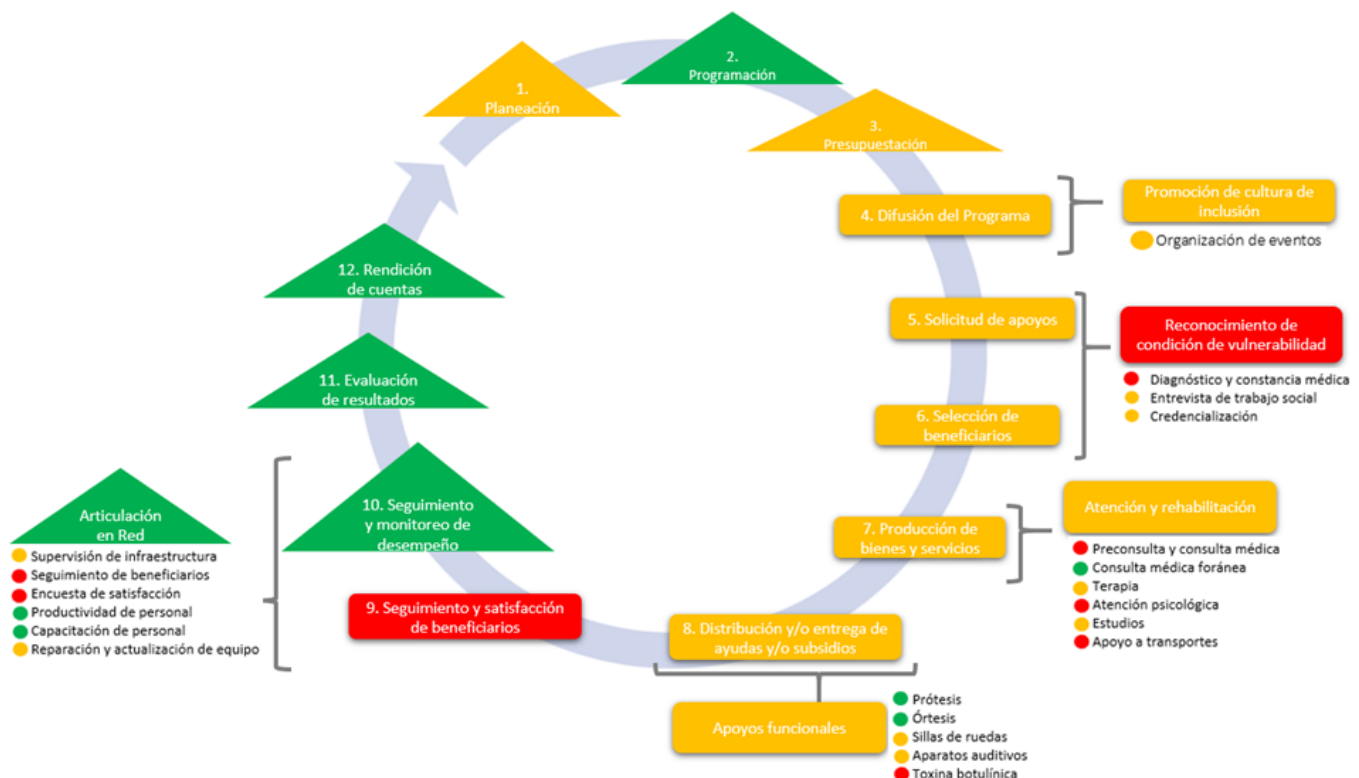 1.
Planeación
2.
Programación
3.
Presupuestación
4. Difusión del Programa
Promoción de cultura de
inclusión
Organización de eventos
5. Solicitud de apoyos
6. Selección de
beneficiarios
Reconocimiento de
condición de vulnerabilidad
Diagnóstico y constancia médica
Entrevista de trabajo social
Credencialización
7. Producción de
bienes y servicios
Atención y rehabilitación
Preconsulta y consulta médica
Consulta médica foránea
Terapia
Atención psicológica
Estudios
Apoyo a transportes
8. Distribución y/o entrega de
ayudas y/o subsidios
Apoyos funcionales
Prótesis
Órtesis
Sillas de ruedas
Aparatos auditivos
Toxina botulínica
9. Seguimiento y satisfacción
de beneficiarios
10. Seguimiento
y monitoreo de
desempeño
Articulación
en Red
Supervisión de infraestructura
Seguimiento de beneficiarios
Encuesta de satisfacción
Productividad de personal
Capacitación de personal
Reparación y actualización de equipo
11. Evaluación
de resultados
12. Rendición
de cuentas